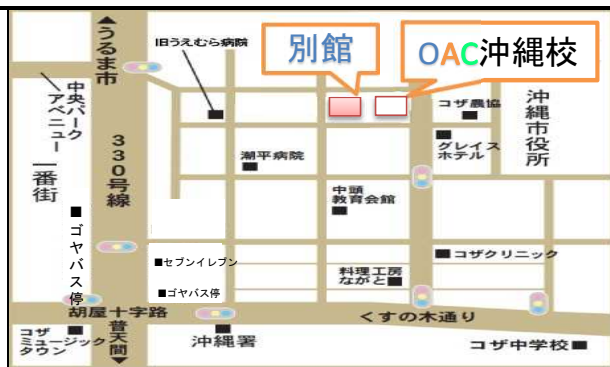 ▲うるま市
旧うえむら病院
別館
OAC沖縄校
中央パーク
アベニュー
一番街
330号線
コザ農協
沖縄市役所
グレイス
ホテル
潮平病院
中頭
教育会館
■ゴヤバス停
■セブンイレブン
■ゴヤバス停
コザクリニック
料理工房
ながと
胡屋十字路
くすの木通り
コザ
ミュージック
タウン
普天間▼
沖縄署
コザ中学校